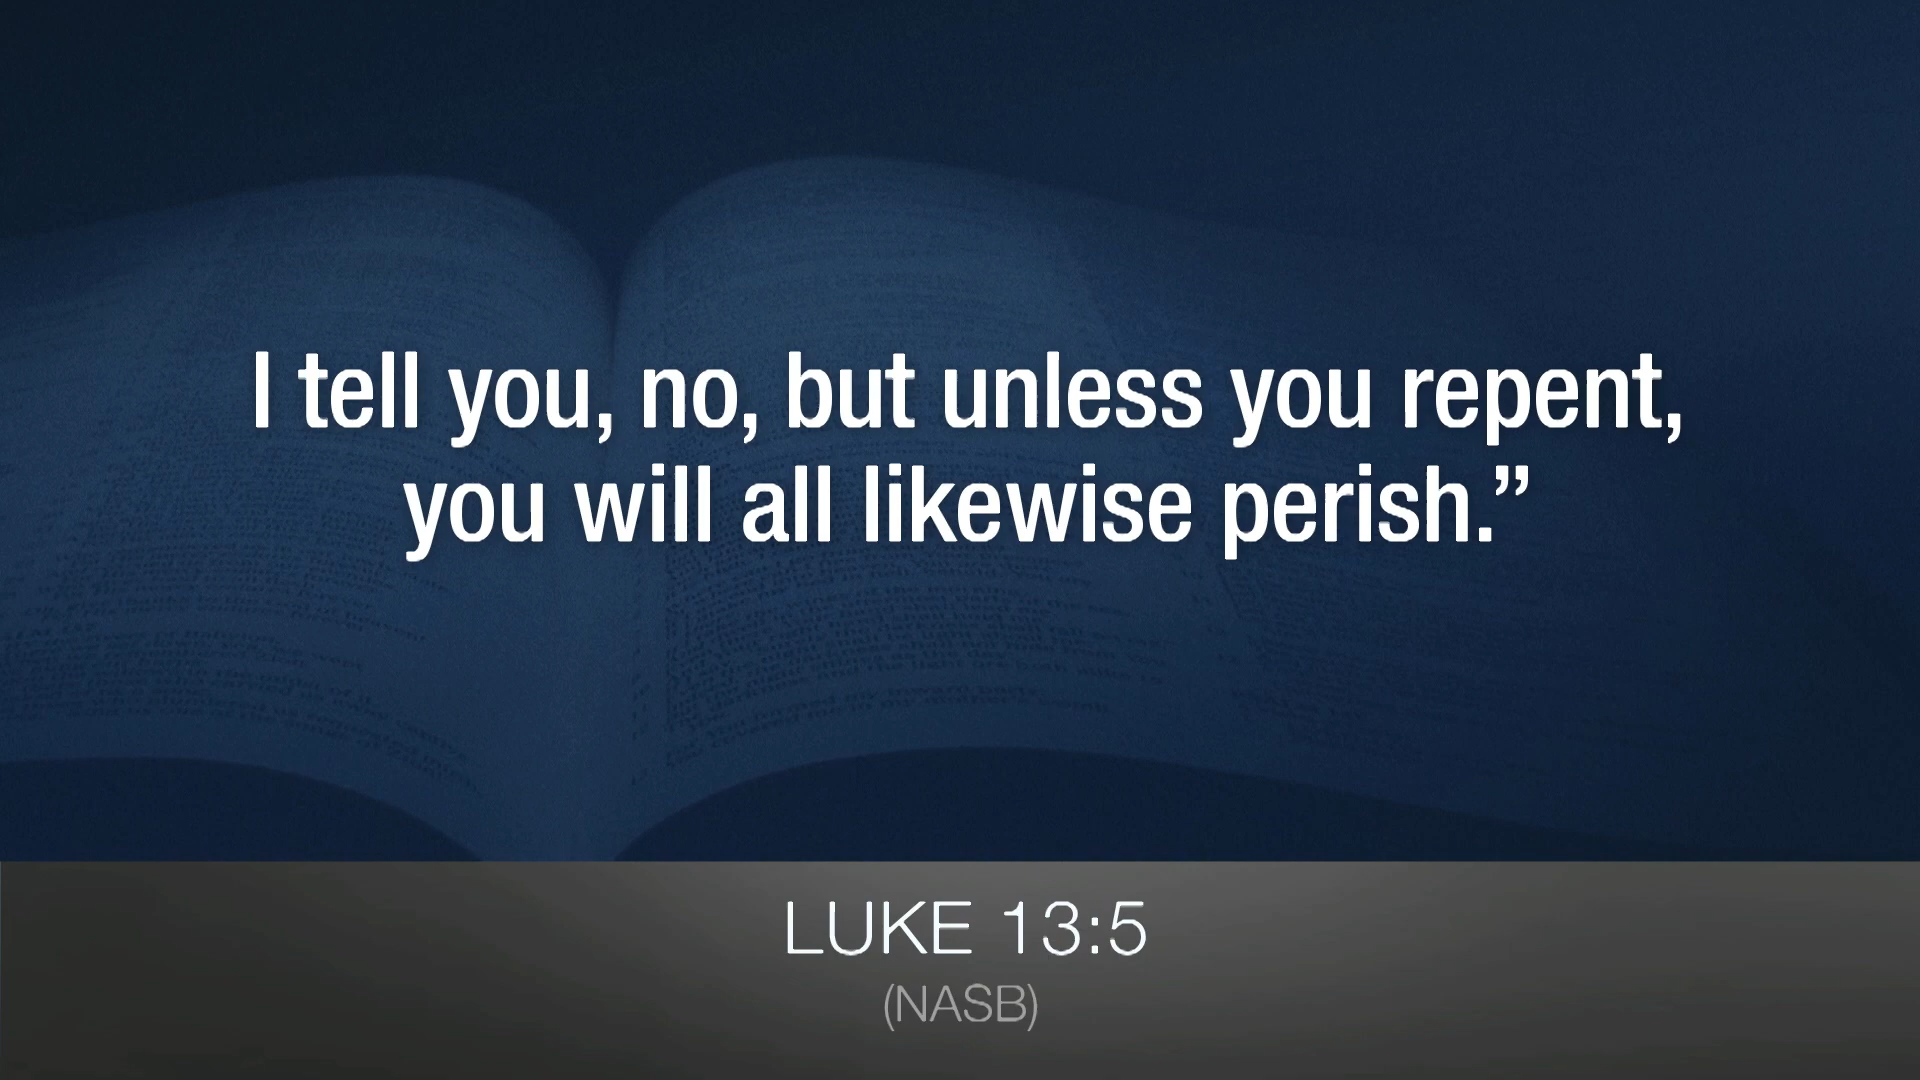 I tell you, no, but unless you repent,
you will all likewise perish.”
LUKE 13:5
(NASB)